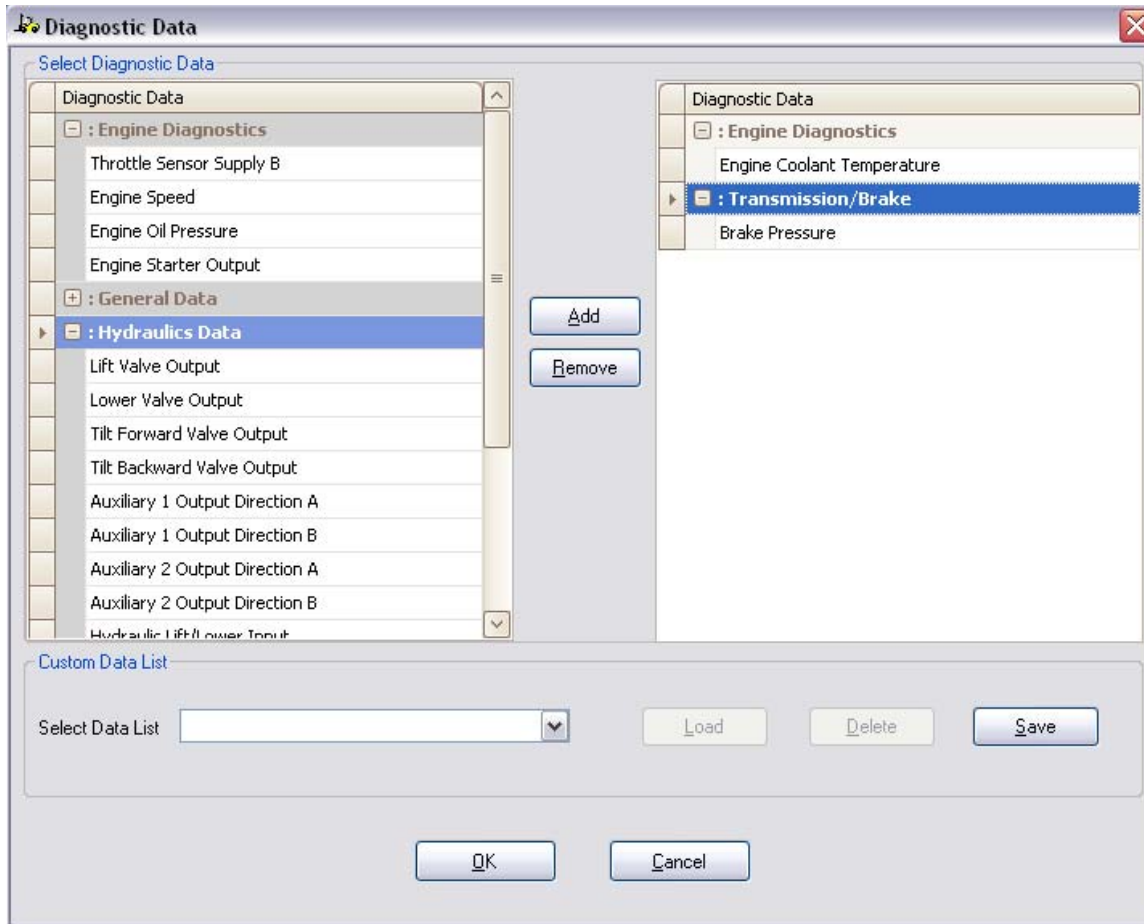 Diagnostic Data
Select Diagnostic Data
Diagnostic Data
: Engine Diagnostics
Throttle Sensor Supply B
Engine Speed
Engine Oil Pressure
Engine Starter Output
: General Data
: Hydraulics Data
Lift Valve Output
Lower Valve Output
Tilt Forward Valve Output
Tilt Backward Valve Output
Auxiliary 1 Output Direction A
Auxiliary 1 Output Direction B
Auxiliary 2 Output Direction A
Auxiliary 2 Output Direction B
Hydraulic Lift/Lower Input
Add
Remove
Diagnostic Data
: Engine Diagnostics
Engine Coolant Temperature
: Transmission/Brake
Brake Pressure
Custom Data List
Select Data List
Load
Delete
Save
OK
Cancel